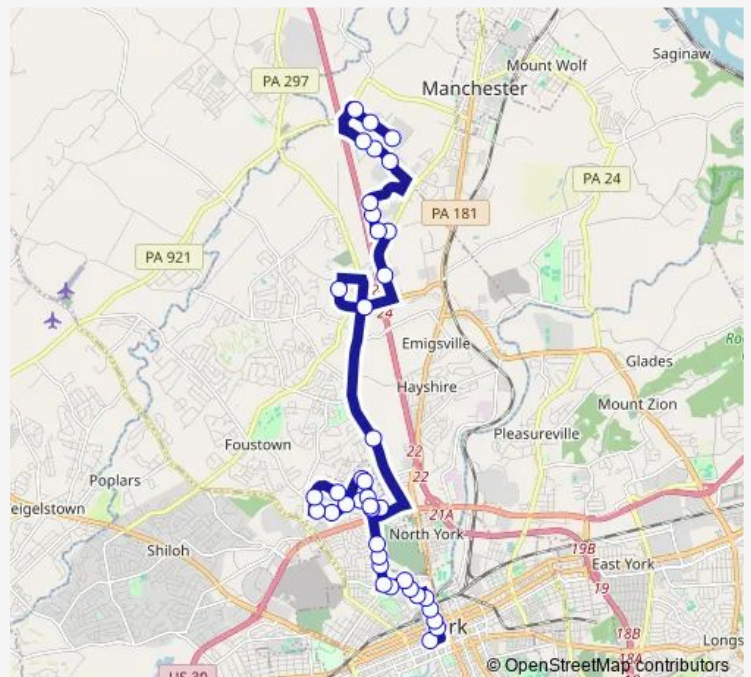 Saginaw
Mount Wolf
PA 297
Manchester
PA 24
PA 181
PA 921
24
Emigsville
Glades
Hayshire
Mount Zion
Pleasureville
Foustown
22
22
Poplars
eigelstown
21A
North York
Shiloh
19B
East York
19
rk
18B
Longs
18A
US 30
© OpenStreetMap contributors